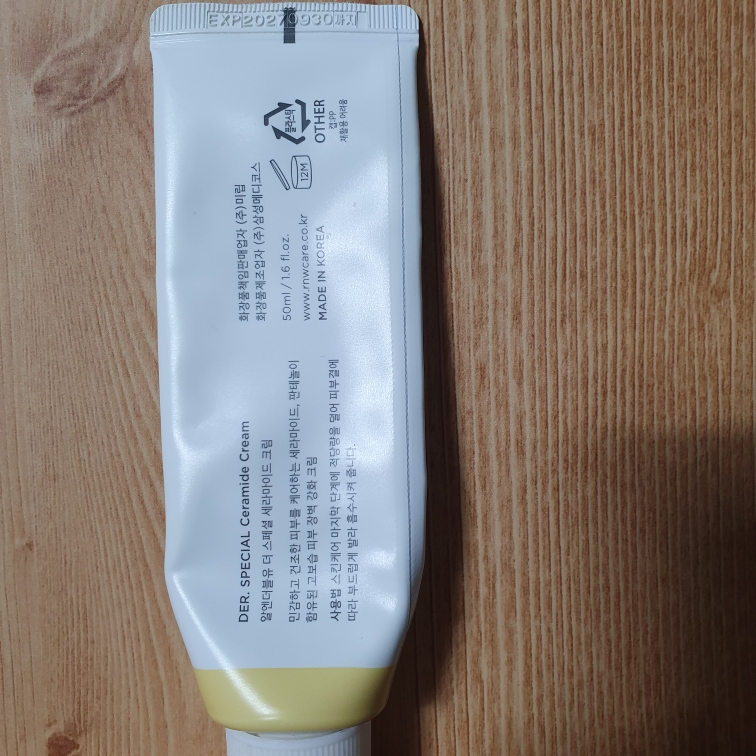 EXP20270930까지
DER. SPECIAL Ceramide Cream
알엔더블유 더 스페셜 세라마이드 크림
민감하고 건조한 피부를 케어하는 세라마이드, 판테놀이
함유된 고보습 피부 장벽 강화 크림
사용법 스킨케어 마지막 단계에 적당량을 덜어 피부결에
따라 부드럽게 발라 흡수시켜 줍니다.
화장품책임판매업자 (주)미립
화장품제조업자 (주)삼성메디코스
50ml / 1.6 fl.oz.
www.rnwcare.co.kr
MADE IN KOREA
12M
플라스틱
OTHER
캡:PP
재활용 어려움